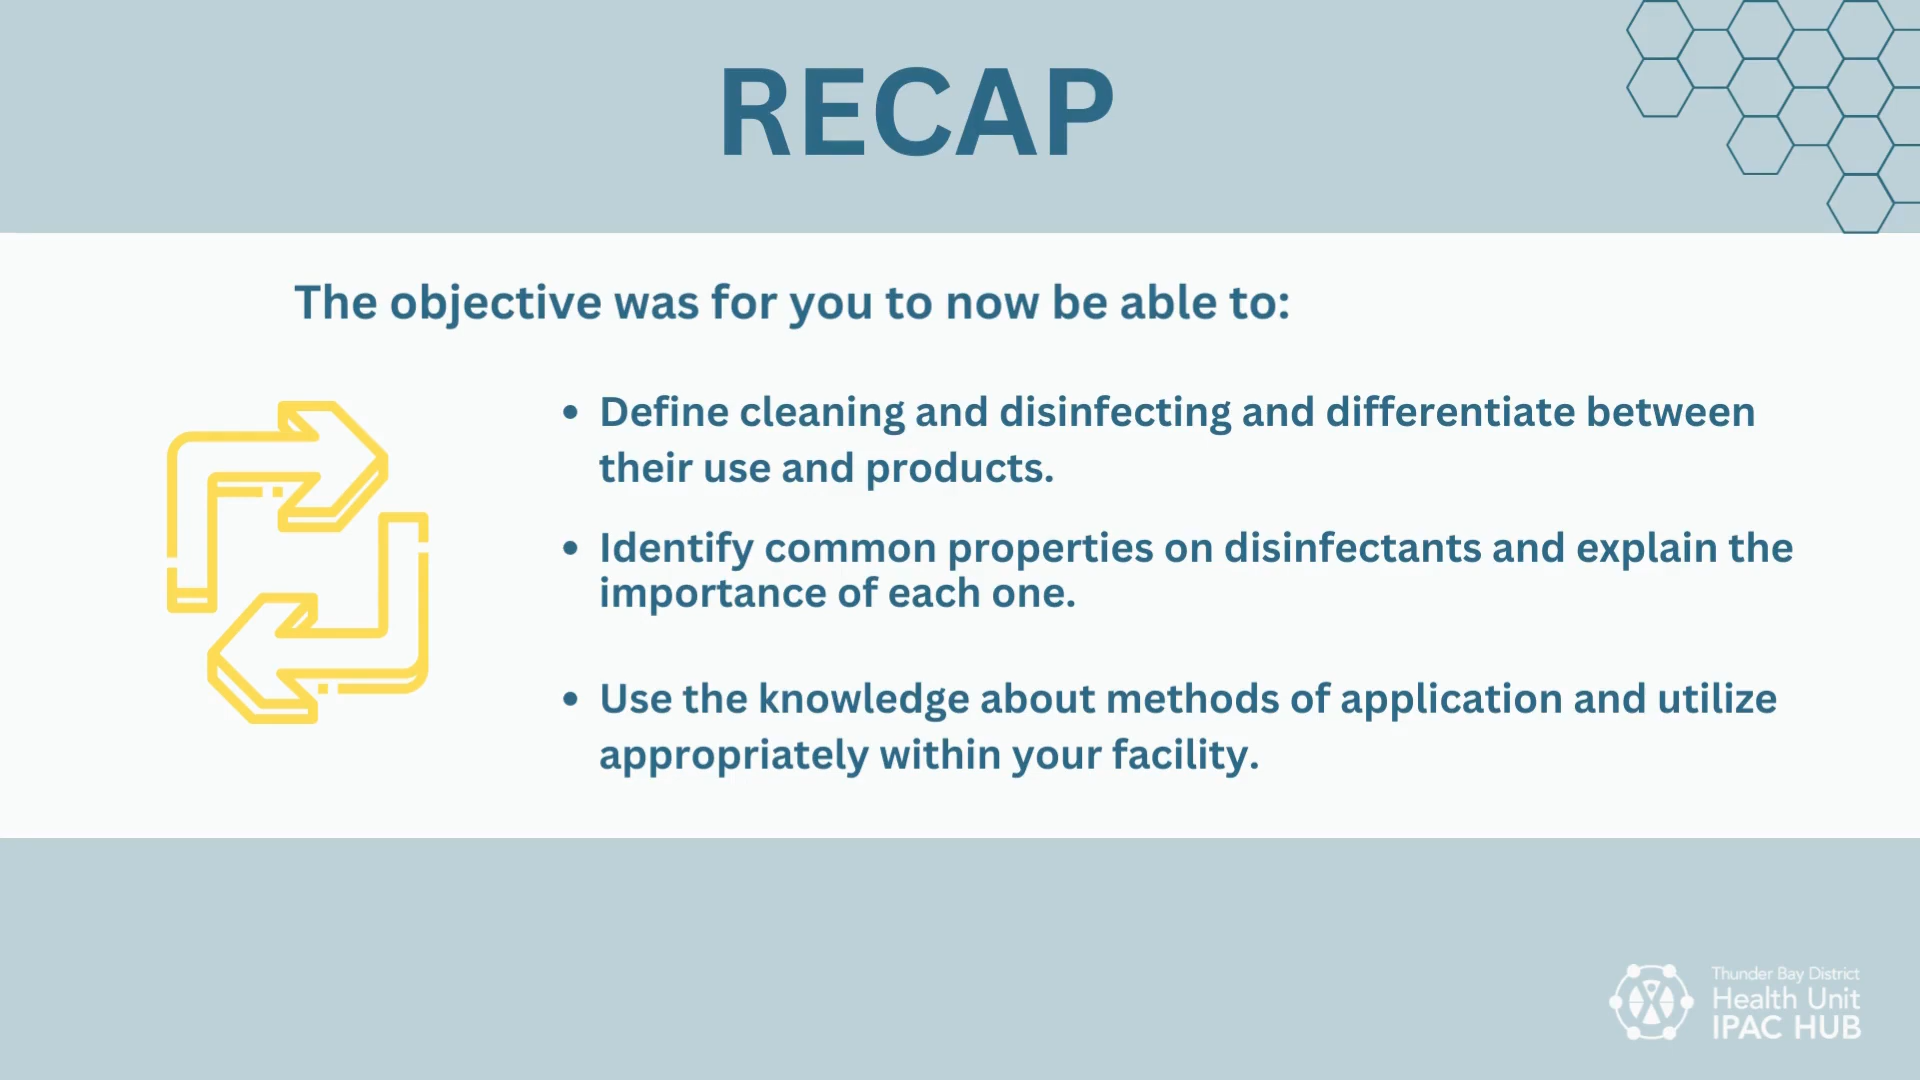 RECAP
The objective was for you to now be able to:
• Define cleaning and disinfecting and differentiate between
their use and products.
• Identify common properties on disinfectants and explain the
importance of each one.
• Use the knowledge about methods of application and utilize
appropriately within your facility.
Thunder Bay District
Health Unit
IPAC HUB